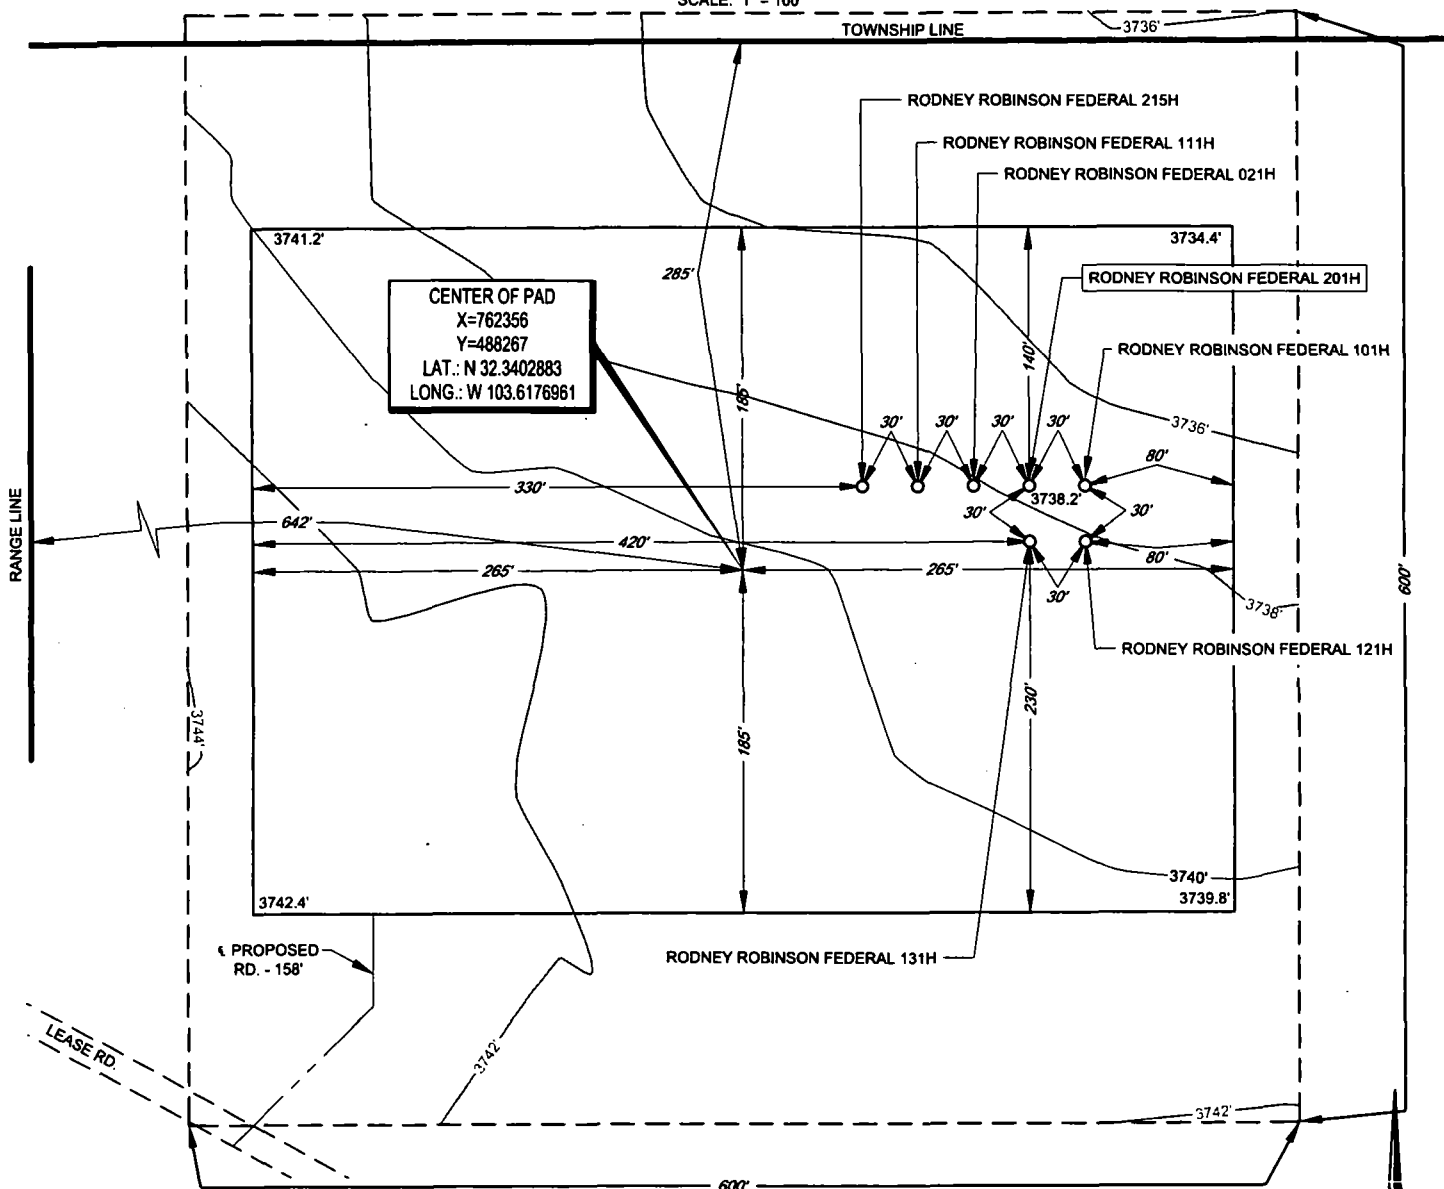 SCALE: 1" = 100'
3736'
TOWNSHIP LINE
RODNEY ROBINSON FEDERAL 215H
RODNEY ROBINSON FEDERAL 111H
RODNEY ROBINSON FEDERAL 021H
3741.2'
3734.4'
285'
RODNEY ROBINSON FEDERAL 201H
CENTER OF PAD
X=762356
Y=488267
LAT.: N 32.3402883
LONG.: W 103.6176961
140'
RODNEY ROBINSON FEDERAL 101H
185'
30'
30'
30'
30'
3736'
80'
330'
3738.2'
RANGE LINE
642'
30'
30'
420'
80'
265'
265'
30'
3738'
600'
RODNEY ROBINSON FEDERAL 121H
3744'
230'
185'
3740'
3742.4'
3739.8'
℄ PROPOSED
RD. - 158'
RODNEY ROBINSON FEDERAL 131H
LEASE RD.
3742'
3742'
600'